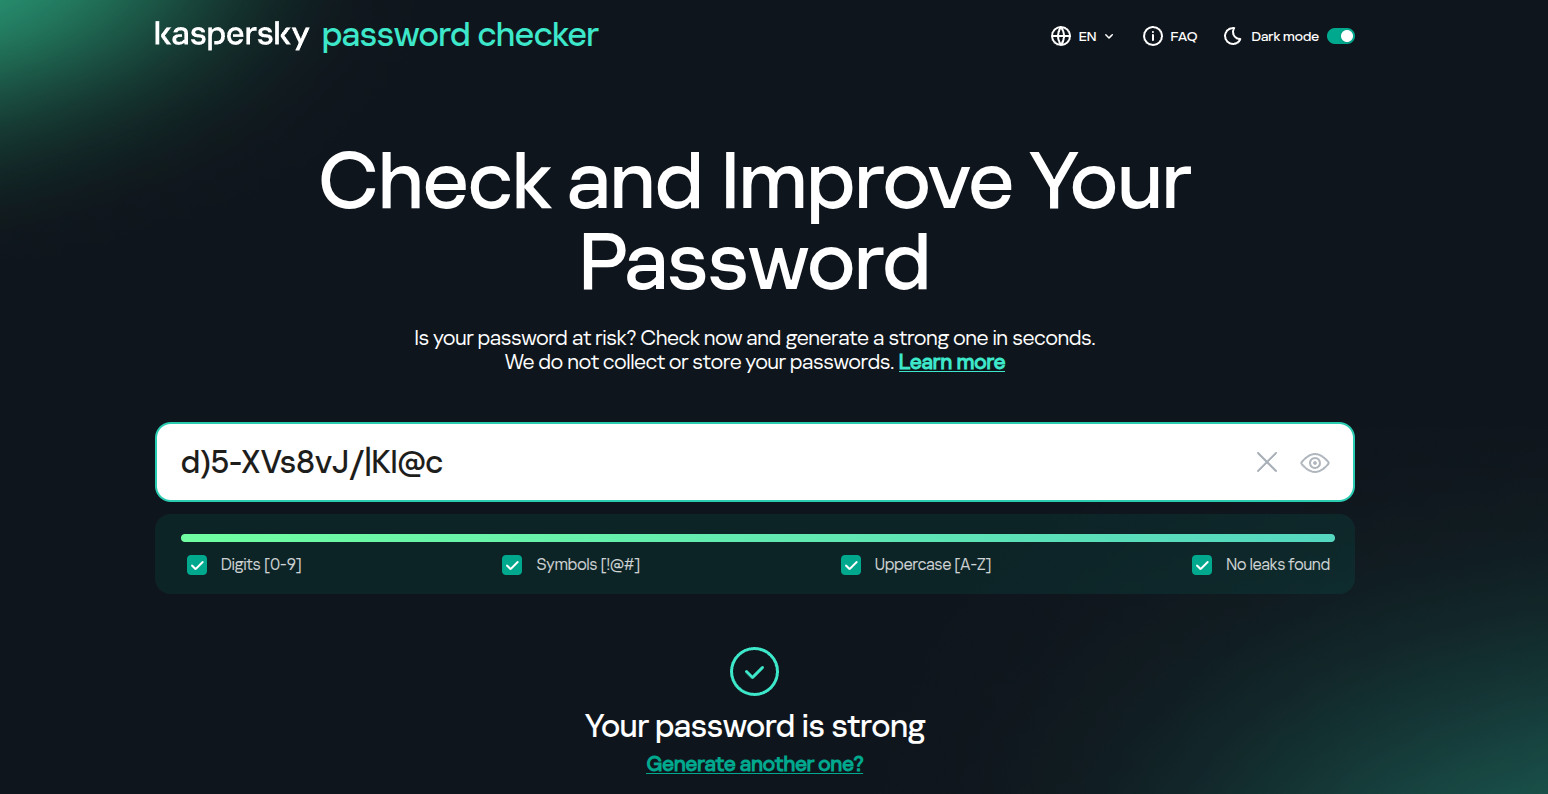 kaspersky password checker
EN
FAQ
Dark mode
Check and Improve Your
Password
Is your password at risk? Check now and generate a strong one in seconds.
We do not collect or store your passwords. Learn more
d)5-XVs8vJ/|KI@c
Digits [0-9]
Symbols [!@#]
Uppercase [A-Z]
No leaks found
Your password is strong
Generate another one?